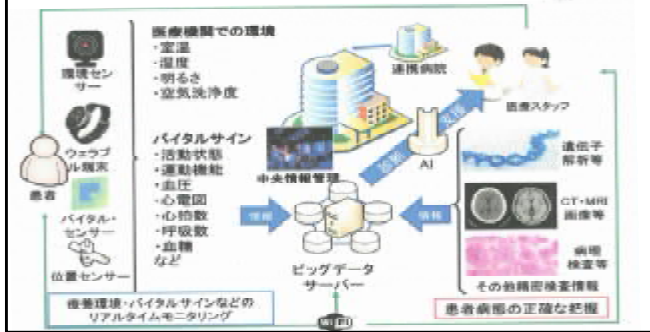 環境セン
サー
ウェラブ
ル端末
患者
バイタル・
センサー
位置センサー
医療機関での環境
・室温
・湿度
・明るさ
・空気洗浄度
バイタルサイン
・活動状態
・運動機能
・血圧
・心電図
・心拍数
・呼吸数
・血糖
など
療養環境・バイタルサインなどの
リアルタイムモニタリング
連携病院
医療スタッフ
中央情報管理
AI
情報
情報
ビッグデータ
サーバー
遺伝子
解析等
CT・MRI
画像等
病理
検査等
その他精密検査情報
患者病態の正確な把握